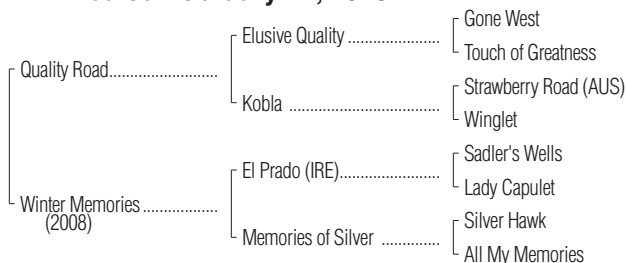 Gone West
Elusive Quality ......................
Touch of Greatness
Quality Road..........................
Strawberry Road (AUS)
Kobla ....................................
Winglet
Sadler's Wells
El Prado (IRE)........................
Lady Capulet
Winter Memories ..................
(2008)
Silver Hawk
Memories of Silver ..............
All My Memories